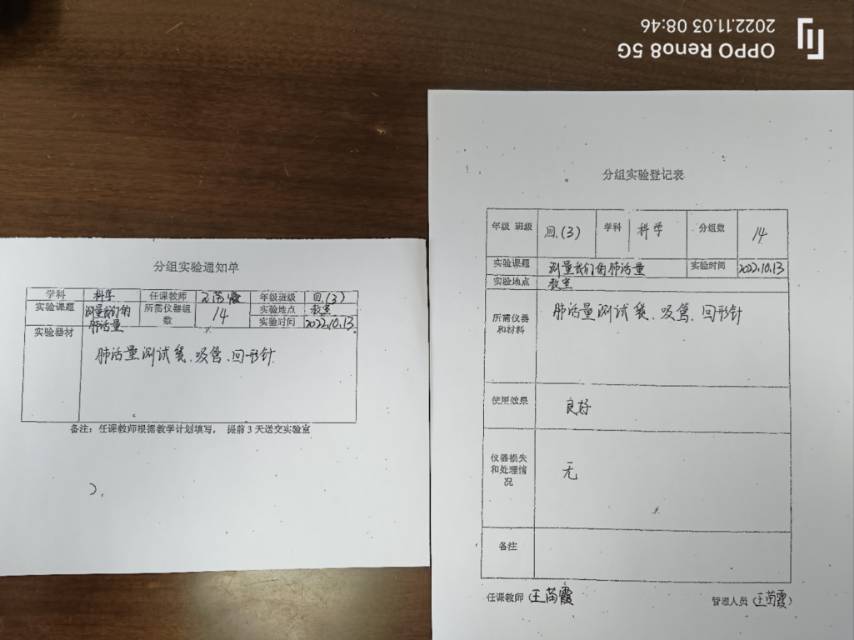 OPPO Reno8 5G
2022.11.03 08:46
分组实验通知单
学科 科学 任课教师 年级班级 四.(3)
实验课题 测量我们的肺活量 所需仪器组数 14 实验地点 教室
实验时间 2022.10.13.
实验器材
肺活量测试袋、吸管、回形针
备注：任课教师根据教学计划填写， 提前3天送交实验室
分组实验登记表
年级 班级 四.(3) 学科 科学 分组数 14
实验课题 测量我们的肺活量 实验时间 2022.10.13
实验地点 教室
所需仪器和材料 肺活量测试袋、吸管、回形针
使用效果 良好
仪器损失和处理情况 无
备注
任课教师（王芮霞 管理人员（王芮霞）